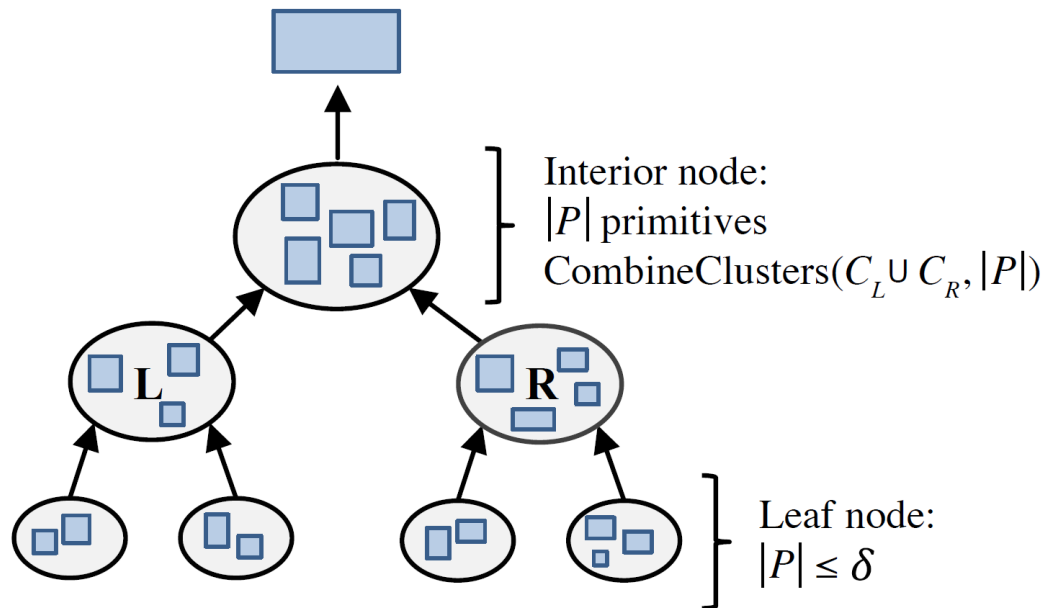 Interior node:
|P| primitives
CombineClusters(C_L ∪ C_R, |P|)
L
R
Leaf node:
|P| ≤ δ